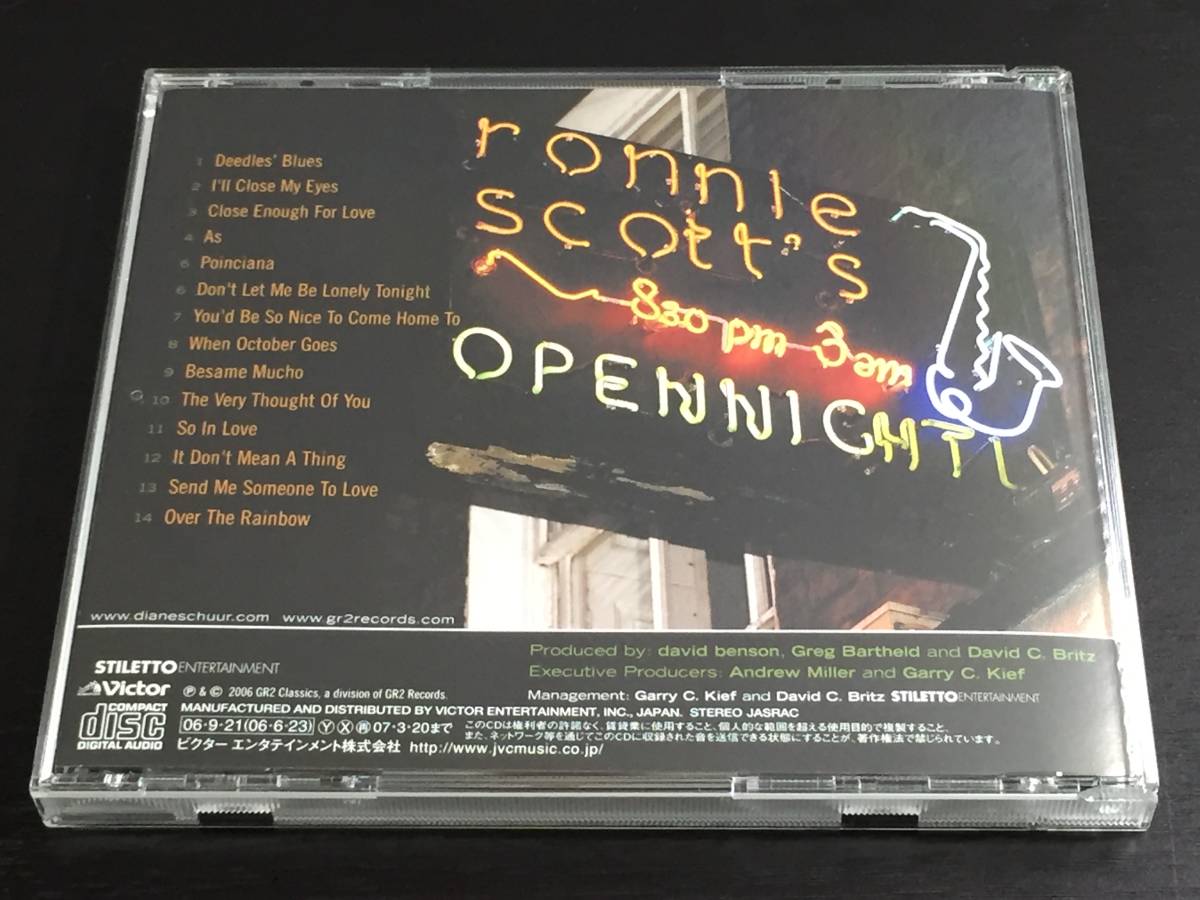 1 Deedles' Blues
2 I'll Close My Eyes
3 Close Enough For Love
4 As
5 Poinciana
6 Don't Let Me Be Lonely Tonight
7 You'd Be So Nice To Come Home To
8 When October Goes
9 Besame Mucho
10 The Very Thought Of You
11 So In Love
12 It Don't Mean A Thing
13 Send Me Someone To Love
14 Over The Rainbow
ronnie
scott's
830 pm 3am
OPENNIGHTL
www.dianeschuur.com www.gr2records.com
Produced by: david benson, Greg Bartheld and David C. Britz
Executive Producers: Andrew Miller and Garry C. Kief
Management: Garry C. Kief and David C. Britz STILETTOENTERTAINMENT
STILETTOENTERTAINMENT
Victor ℗ & © 2006 GR2 Classics, a division of GR2 Records.
MANUFACTURED AND DISTRIBUTED BY VICTOR ENTERTAINMENT, INC., JAPAN. STEREO JASRAC
COMPACT
disc
DIGITAL AUDIO
06・9・21(06・6・23) Ⓨ Ⓧ ㊢07・3・20まで
このCDは権利者の許諾なく、賃貸業に使用すること、個人的な範囲を超える使用目的で複製すること、
また、ネットワーク等を通じてこのCDに収録された音を送信できる状態にすることが、著作権法で禁じられています。
ビクター エンタテインメント株式会社 http://www.jvcmusic.co.jp/